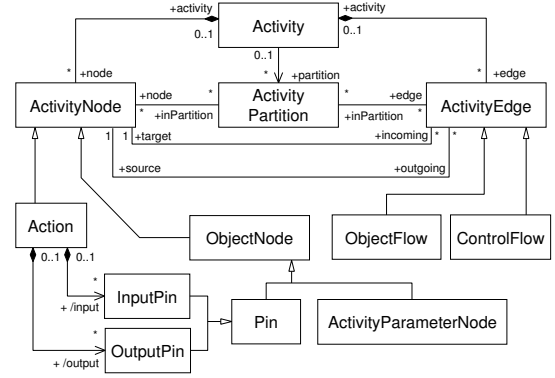 +activity
Activity
+activity
0..1
0..1
0..1
* +node
* +partition
* +edge
ActivityNode
+node *
* +inPartition
Activity
Partition
* +edge
+inPartition *
ActivityEdge
1 1 +target
+incoming * *
+source
+outgoing
Action
ObjectNode
ObjectFlow
ControlFlow
0..1 0..1
*
+ /input
InputPin
*
+ /output
OutputPin
Pin
ActivityParameterNode